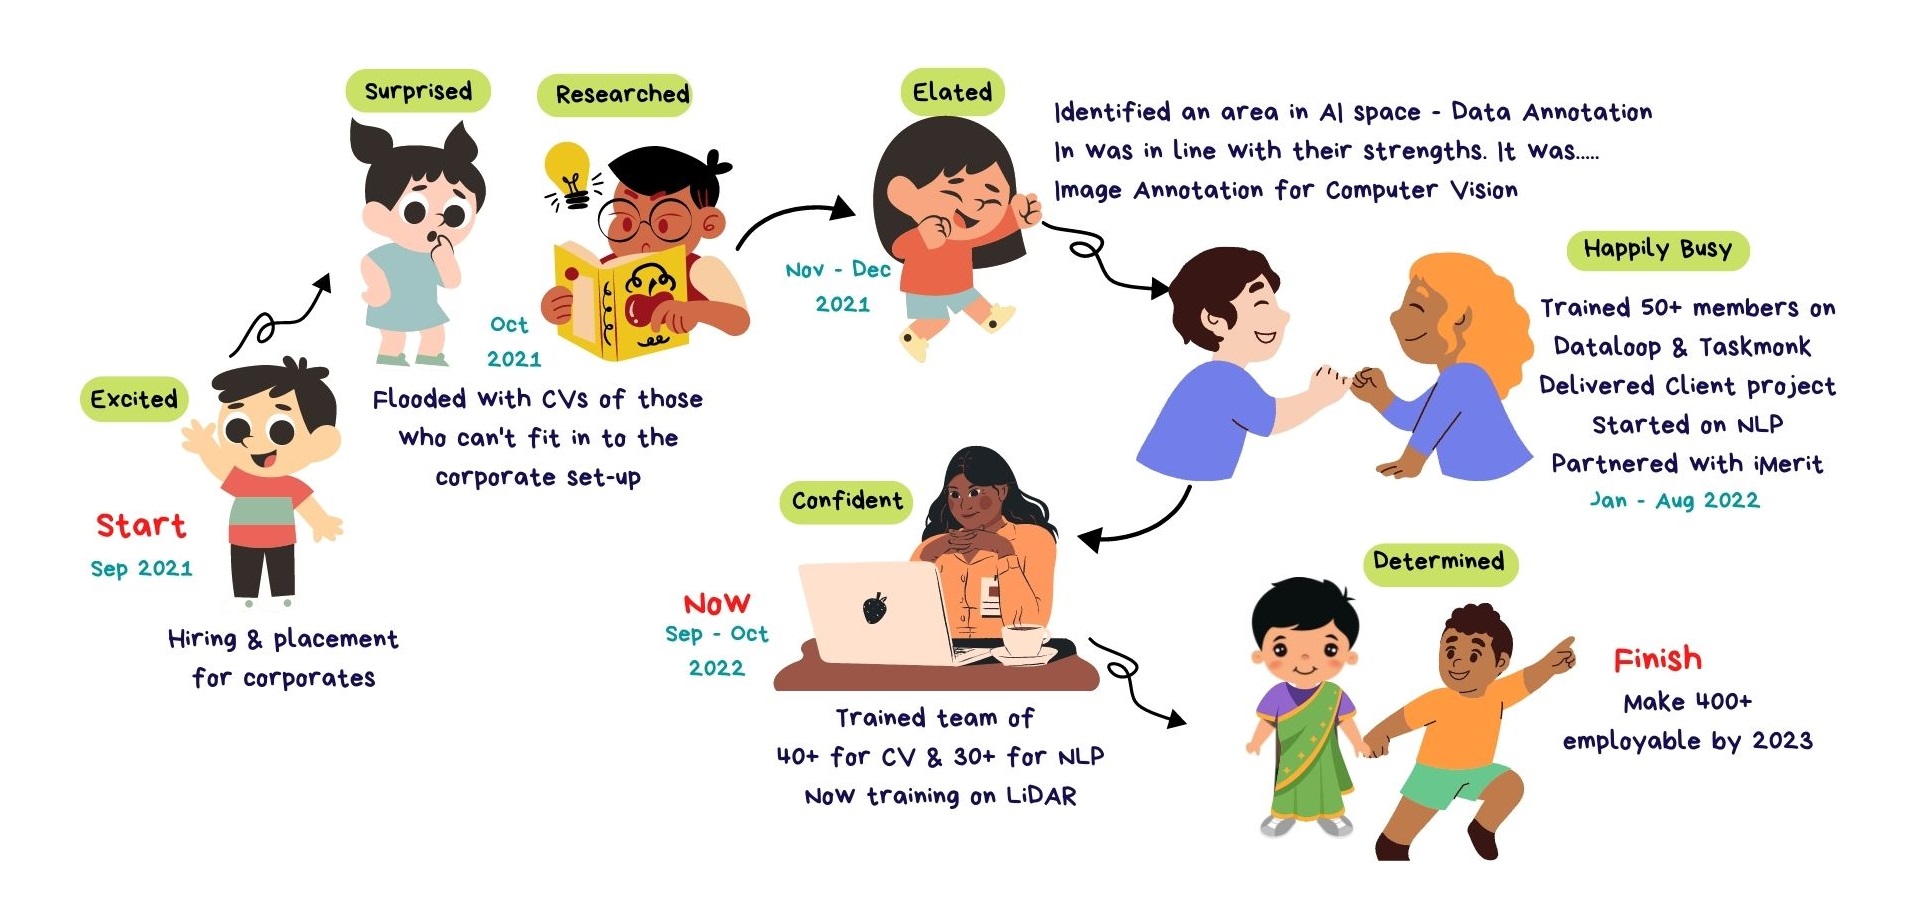 Excited
Start
Sep 2021
Hiring & placement
for corporates
Surprised
Researched
Oct
2021
Flooded with CVs of those
who can't fit in to the
corporate set-up
Elated
Nov - Dec
2021
Identified an area in AI space - Data Annotation
In was in line with their strengths. It was.....
Image Annotation for Computer Vision
Happily Busy
Trained 50+ members on
Dataloop & Taskmonk
Delivered Client project
Started on NLP
Partnered with iMerit
Jan - Aug 2022
Confident
Now
Sep - Oct
2022
Trained team of
40+ for CV & 30+ for NLP
Now training on LiDAR
Determined
Finish
Make 400+
employable by 2023